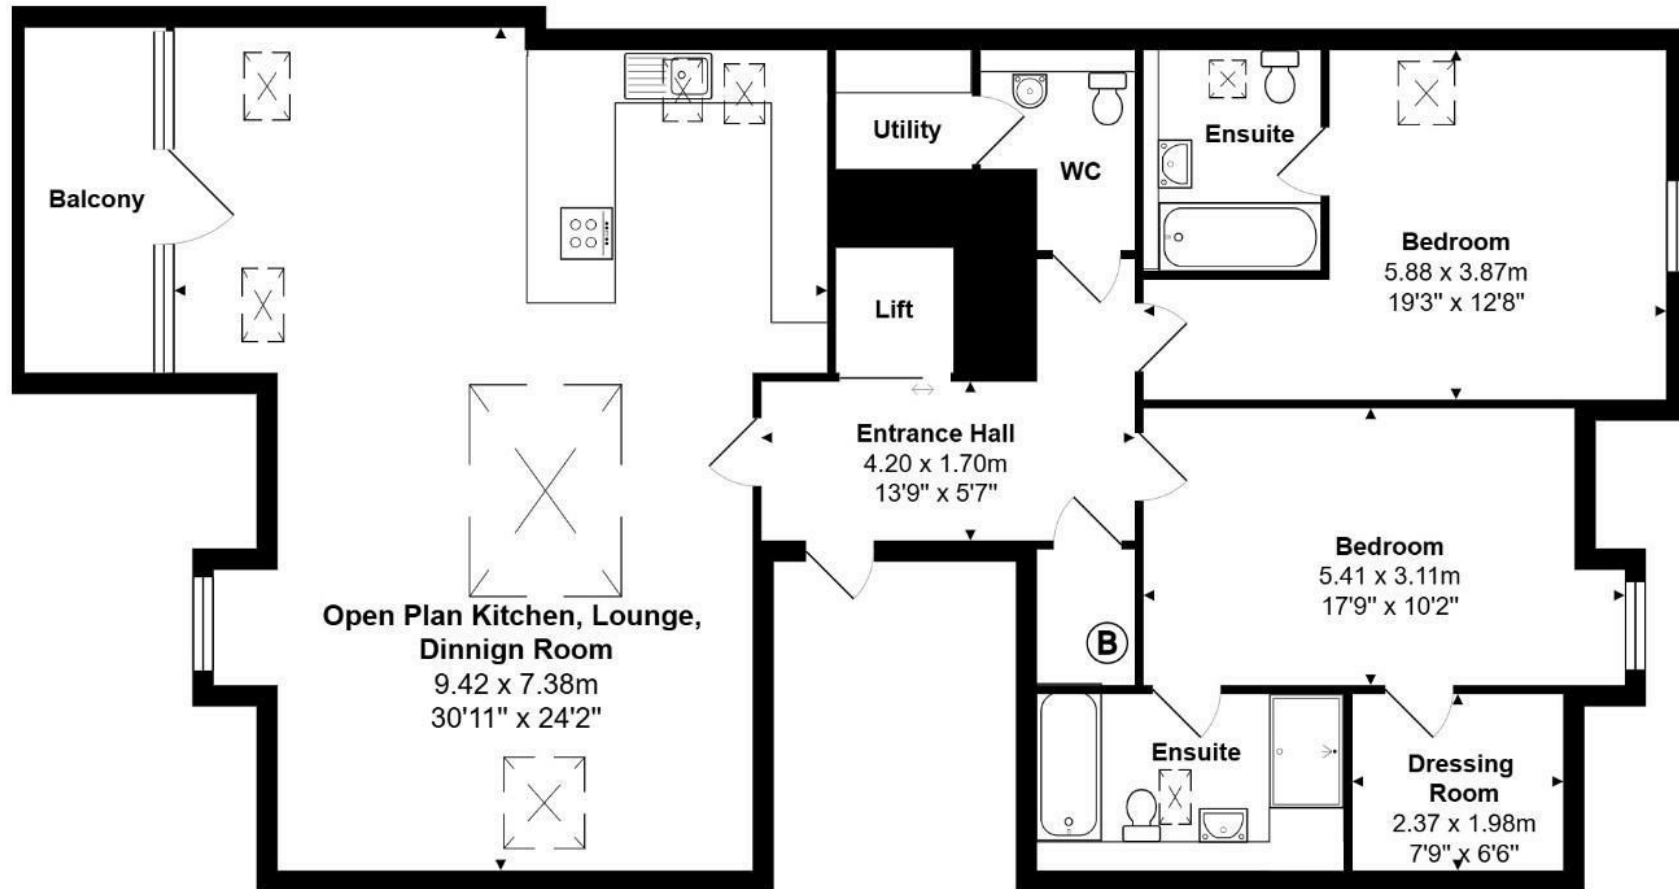 Balcony
Utility
WC
Ensuite
Lift
Bedroom
5.88 x 3.87m
19'3" x 12'8"
Entrance Hall
4.20 x 1.70m
13'9" x 5'7"
Bedroom
5.41 x 3.11m
17'9" x 10'2"
Open Plan Kitchen, Lounge,
Dinnign Room
9.42 x 7.38m
30'11" x 24'2"
B
Ensuite
Dressing
Room
2.37 x 1.98m
7'9" x 6'6"